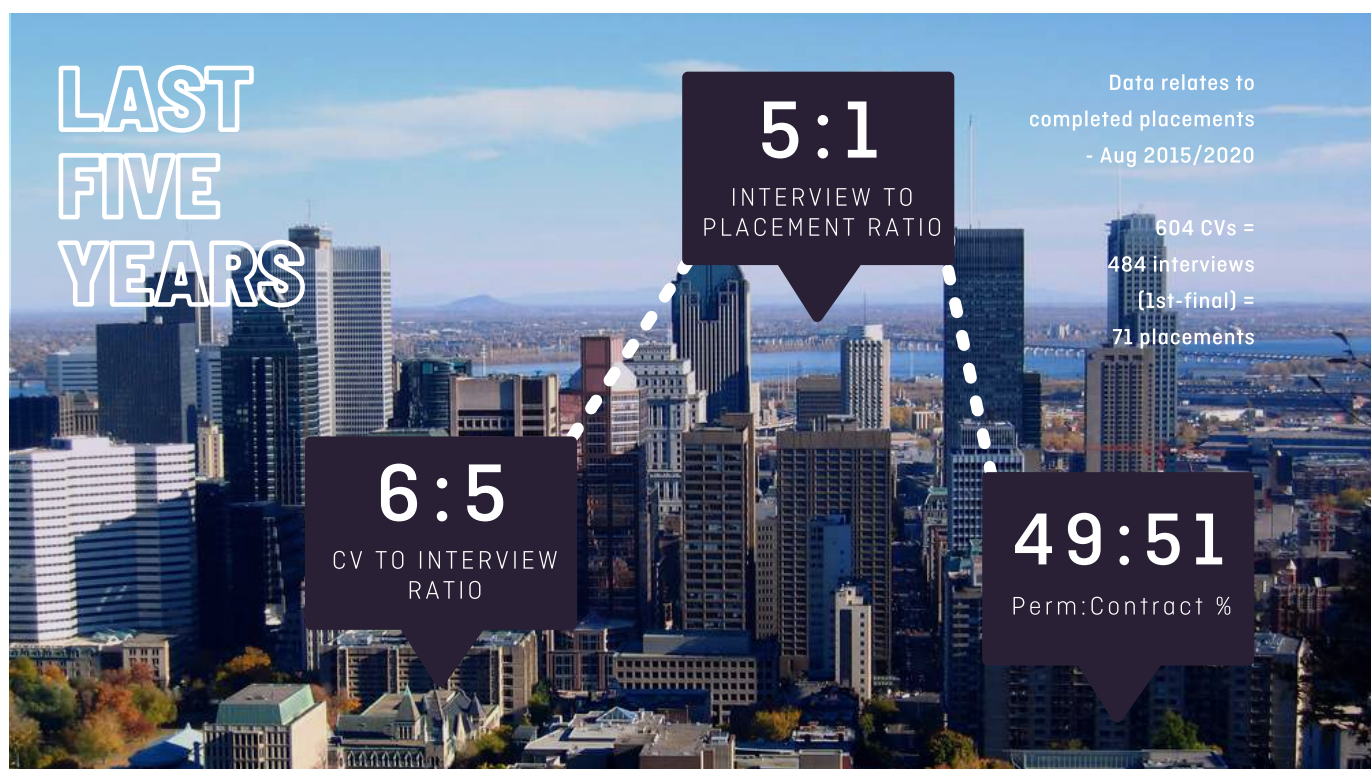 LAST
FIVE
YEARS
5:1
INTERVIEW TO
PLACEMENT RATIO
Data relates to
completed placements
- Aug 2015/2020
604 CVs =
484 interviews
(1st-final) =
71 placements
6:5
CV TO INTERVIEW
RATIO
49:51
Perm:Contract %